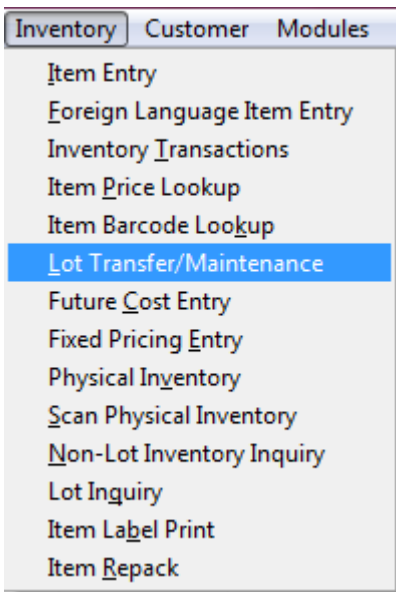 Inventory Customer Modules
Item Entry
Foreign Language Item Entry
Inventory Transactions
Item Price Lookup
Item Barcode Lookup
Lot Transfer/Maintenance
Future Cost Entry
Fixed Pricing Entry
Physical Inventory
Scan Physical Inventory
Non-Lot Inventory Inquiry
Lot Inquiry
Item Label Print
Item Repack